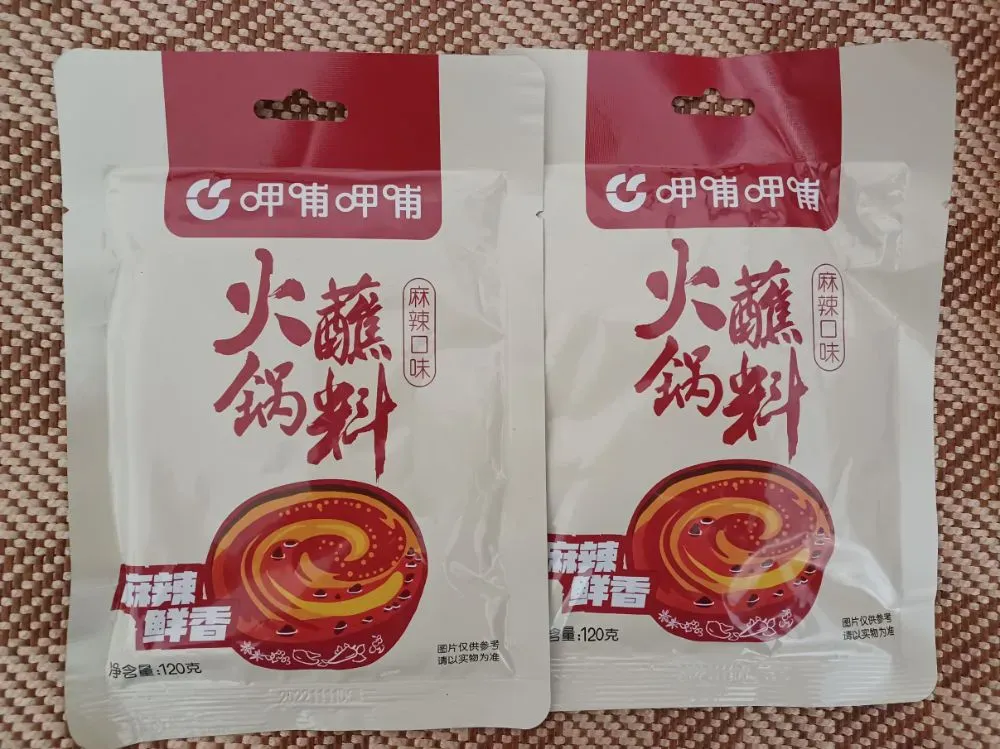 呷哺呷哺
火锅
蘸料
麻辣口味
麻辣
鲜香
净含量:120克
图片仅供参考
请以实物为准
呷哺呷哺
火锅
蘸料
麻辣口味
麻辣
鲜香
含量:120克
图片仅供参考
请以实物为准